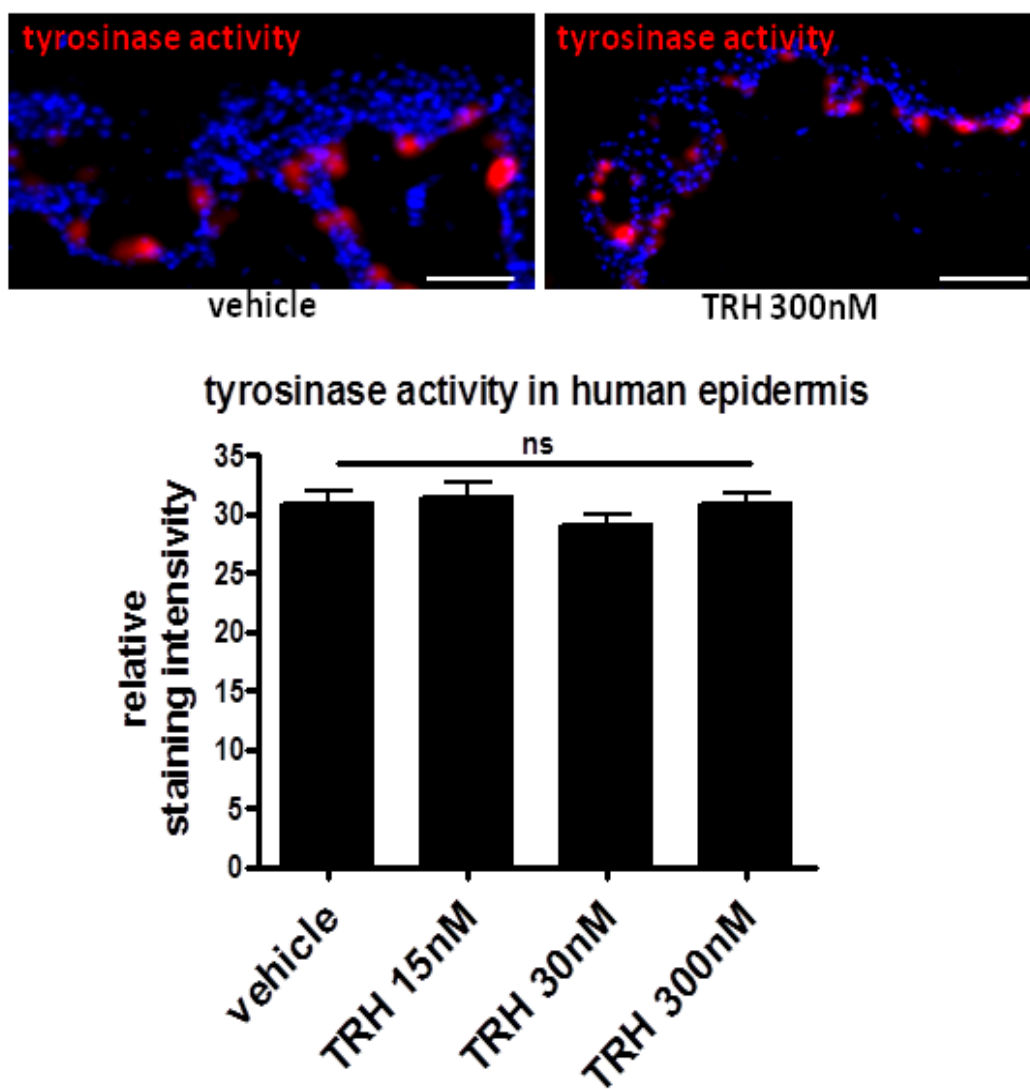 tyrosinase activity
tyrosinase activity
vehicle
TRH 300nM
tyrosinase activity in human epidermis
ns
35
30
25
20
15
10
5
0
relative
staining intensivity
vehicle
TRH 15nM
TRH 30nM
TRH 300nM